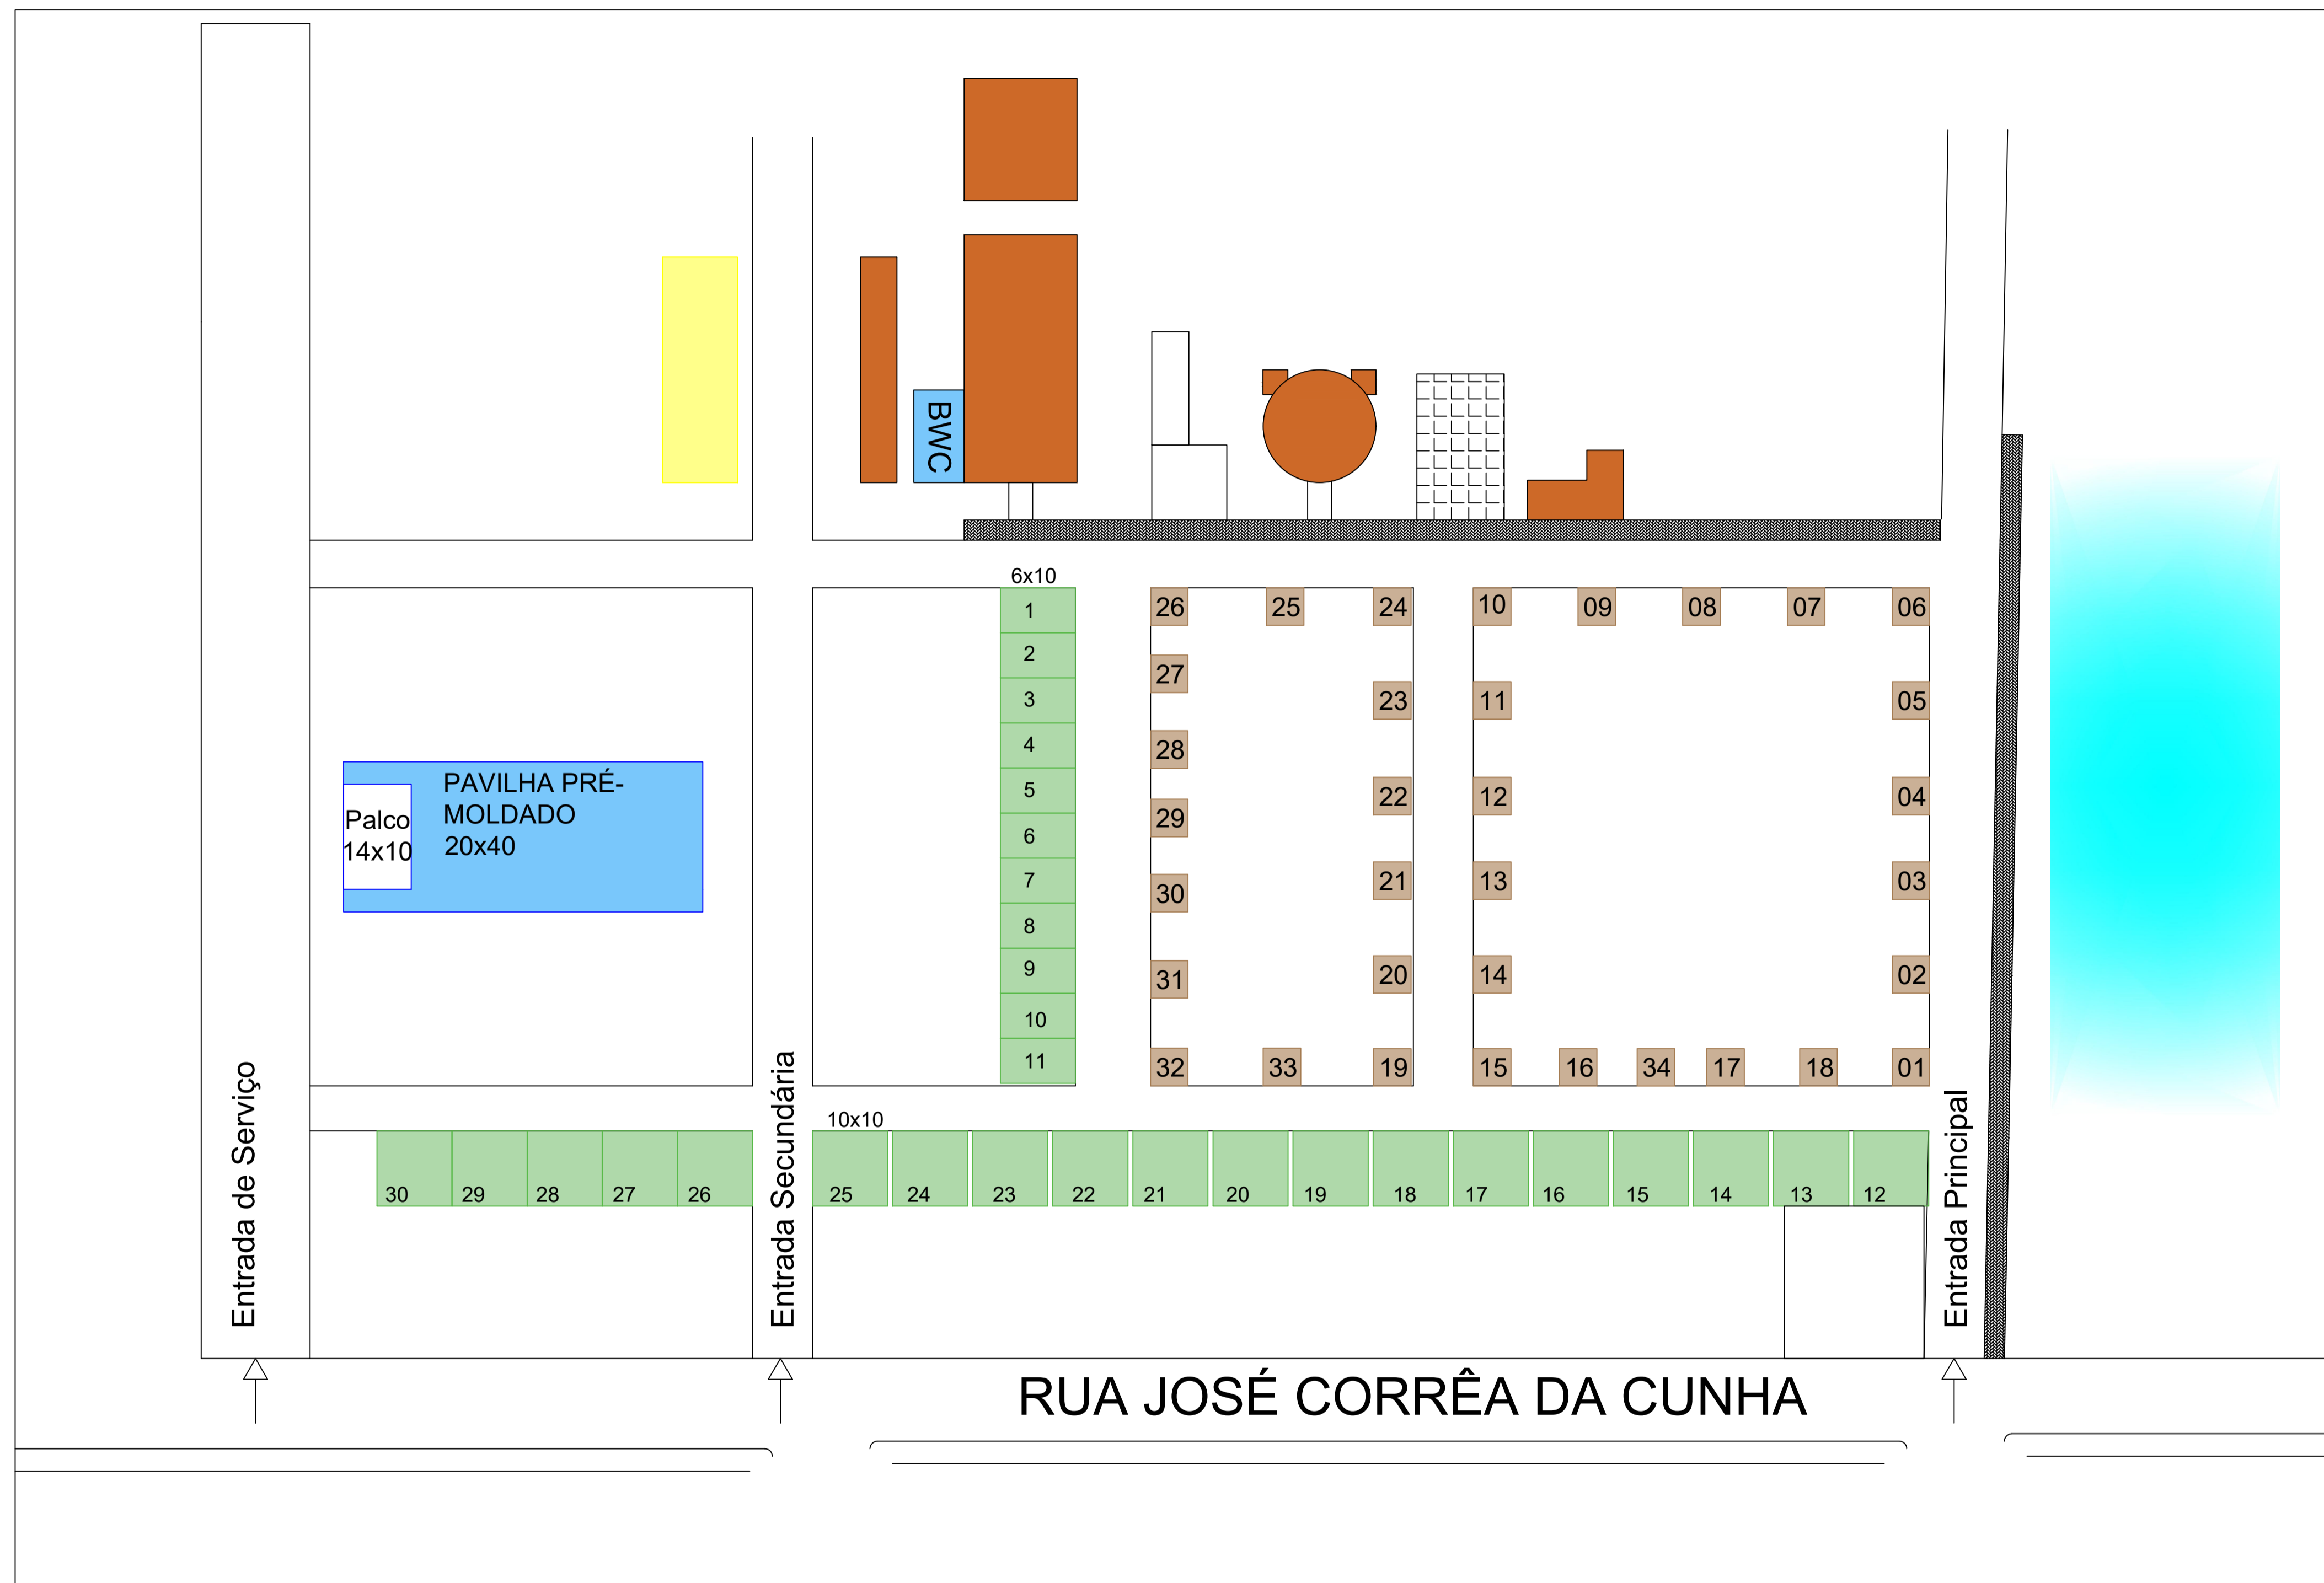 BWC
6x10
1
2
3
4
5
6
7
8
9
10
11
26 25 24
27
28
29
30
31
32 33 19
23
22
21
20
10 09 08 07 06
11 05
12 04
13 03
14 02
15 16 34 17 18 01
PAVILHA PRÉ-
MOLDADO
20x40
Palco
14x10
10x10
30 29 28 27 26
25 24 23 22 21 20 19 18 17 16 15 14 13 12
Entrada de Serviço
Entrada Secundária
Entrada Principal
RUA JOSÉ CORRÊA DA CUNHA